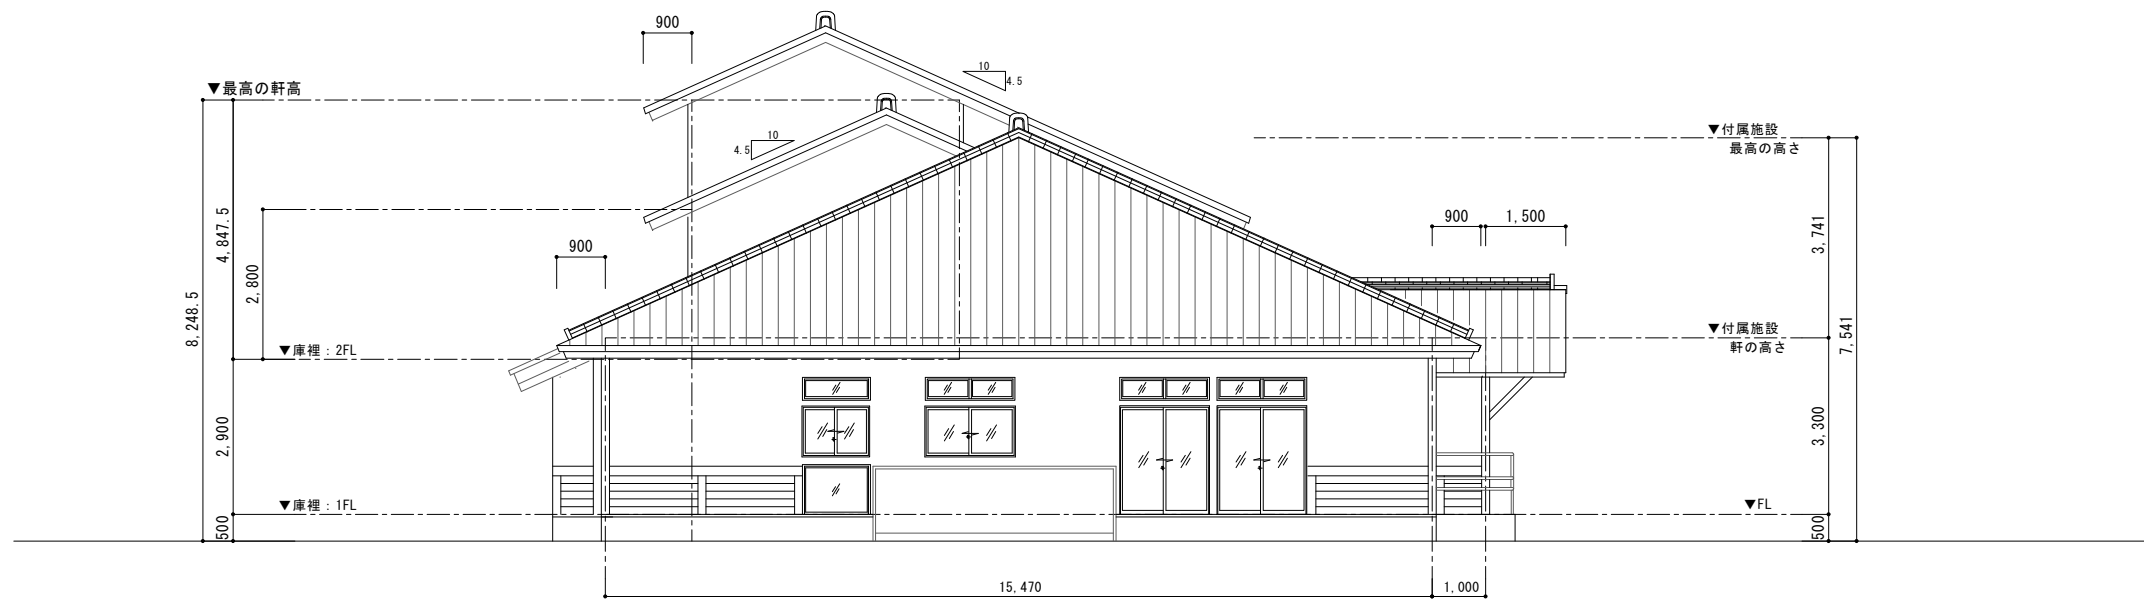 900
10
4.5
▼最高の軒高
10
4.5
▼付属施設
最高の高さ
900
1,500
900
4,847.5
2,800
8,248.5
3,741
7,541
▼付属施設
軒の高さ
▼庫裡：2FL
2,900
3,300
▼庫裡：1FL
▼FL
500
500
15,470
1,000